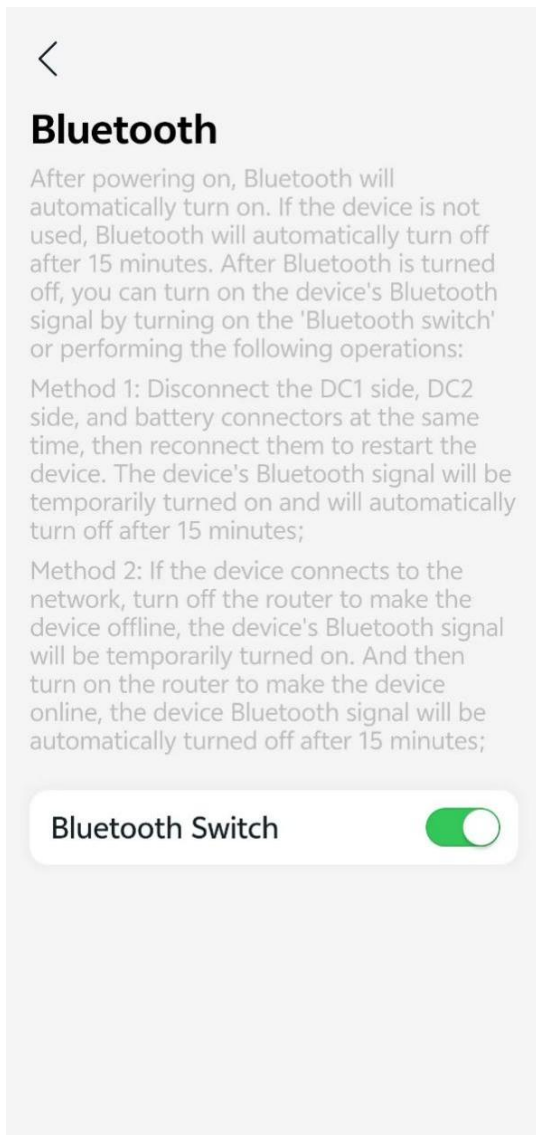 Bluetooth
After powering on, Bluetooth will
automatically turn on. If the device is not
used, Bluetooth will automatically turn off
after 15 minutes. After Bluetooth is turned
off, you can turn on the device's Bluetooth
signal by turning on the 'Bluetooth switch'
or performing the following operations:
Method 1: Disconnect the DC1 side, DC2
side, and battery connectors at the same
time, then reconnect them to restart the
device. The device's Bluetooth signal will be
temporarily turned on and will automatically
turn off after 15 minutes;
Method 2: If the device connects to the
network, turn off the router to make the
device offline, the device's Bluetooth signal
will be temporarily turned on. And then
turn on the router to make the device
online, the device Bluetooth signal will be
automatically turned off after 15 minutes;
Bluetooth Switch